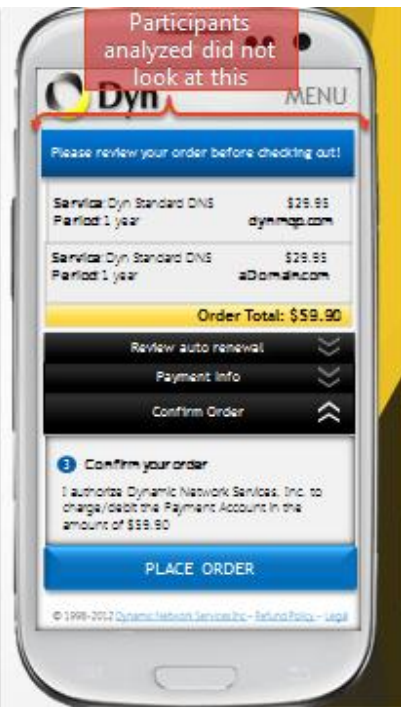 Participants
analyzed did not
look at this
Dyn
MENU
Please review your order before checking out!
Service: Dyn Standard DNS $29.95
Period: 1 year dynmap.com
Service: Dyn Standard DNS $29.95
Period: 1 year aDomain.com
Order Total: $59.90
Review auto renewal
Payment Info
Confirm Order
3 Confirm your order
I authorize Dynamic Network Services, Inc. to
charge/debit the Payment Account in the
amount of $59.90
PLACE ORDER
© 1998-2012 Dynamic Network Services Inc – Refund Policy – Legal